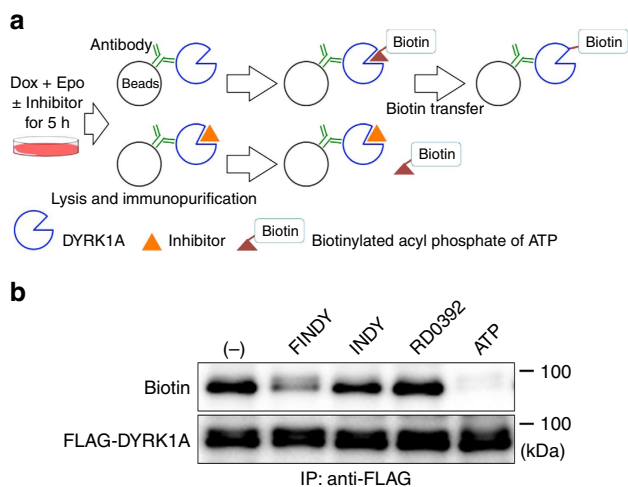 a
Antibody
Biotin
Biotin
Dox + Epo
± Inhibitor
for 5 h
Beads
Biotin transfer
Biotin
Lysis and immunopurification
DYRK1A
Inhibitor
Biotin
Biotinylated acyl phosphate of ATP
b
(–)
FINDY
INDY
RD0392
ATP
Biotin
100
FLAG-DYRK1A
100
(kDa)
IP: anti-FLAG